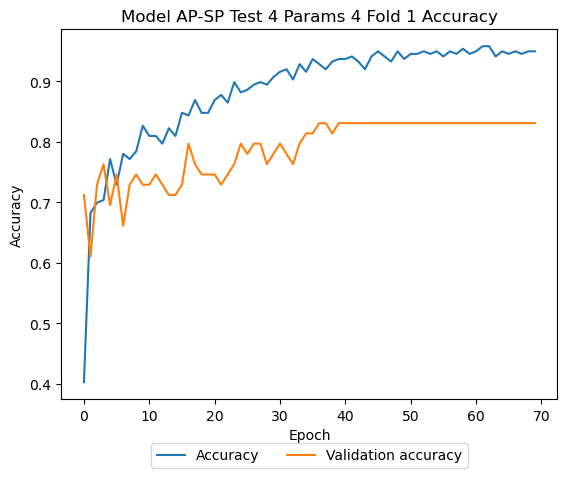 Model AP-SP Test 4 Params 4 Fold 1 Accuracy
Accuracy
0.9
0.8
0.7
0.6
0.5
0.4
0 10 20 30 40 50 60 70
Epoch
Accuracy Validation accuracy